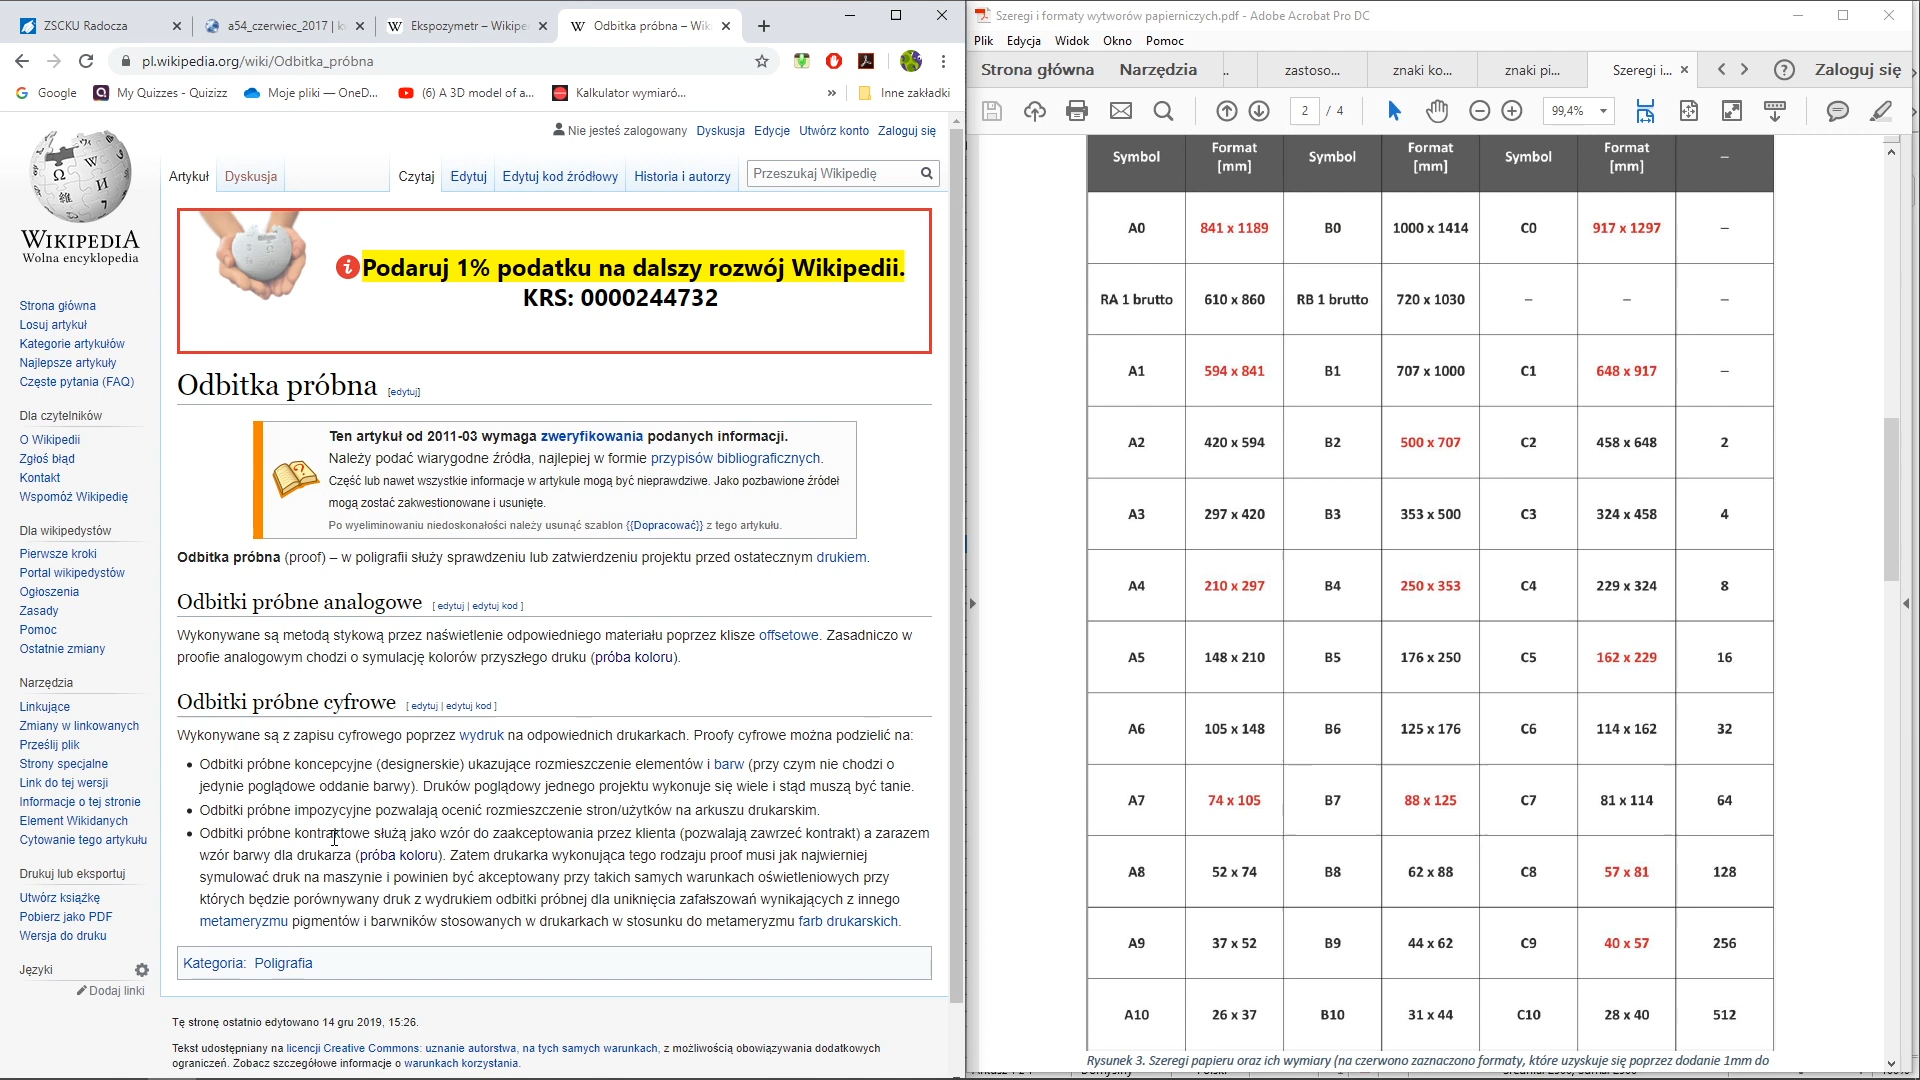 ZSCKU Radocza
a54_czerwiec_2017 |
Ekspozymetr – Wikipe
Odbitka próbna – Wik
pl.wikipedia.org/wiki/Odbitka_próbna
Google
My Quizzes - Quizizz
Moje pliki — OneD...
(6) A 3D model of a...
Kalkulator wymiaró...
»
Inne zakładki
Nie jesteś zalogowany Dyskusja Edycje Utwórz konto Zaloguj się
Artykuł Dyskusja Czytaj Edytuj Edytuj kod źródłowy Historia i autorzy Przeszukaj Wikipedię
WIKIPEDIA
Wolna encyklopedia
Strona główna
Losuj artykuł
Kategorie artykułów
Najlepsze artykuły
Częste pytania (FAQ)
Dla czytelników
O Wikipedii
Zgłoś błąd
Kontakt
Wspomóż Wikipedię
Dla wikipedystów
Pierwsze kroki
Portal wikipedystów
Ogłoszenia
Zasady
Pomoc
Ostatnie zmiany
Narzędzia
Linkujące
Zmiany w linkowanych
Prześlij plik
Strony specjalne
Link do tej wersji
Informacje o tej stronie
Element Wikidanych
Cytowanie tego artykułu
Drukuj lub eksportuj
Utwórz książkę
Pobierz jako PDF
Wersja do druku
Języki
Dodaj linki
Podaruj 1% podatku na dalszy rozwój Wikipedii.
KRS: 0000244732
Odbitka próbna [edytuj]
Ten artykuł od 2011-03 wymaga zweryfikowania podanych informacji.
Należy podać wiarygodne źródła, najlepiej w formie przypisów bibliograficznych.
Część lub nawet wszystkie informacje w artykule mogą być nieprawdziwe. Jako pozbawione źródeł
mogą zostać zakwestionowane i usunięte.
Po wyeliminowaniu niedoskonałości należy usunąć szablon {{Dopracować}} z tego artykułu.
Odbitka próbna (proof) – w poligrafii służy sprawdzeniu lub zatwierdzeniu projektu przed ostatecznym drukiem.
Odbitki próbne analogowe [ edytuj | edytuj kod ]
Wykonywane są metodą stykową przez naświetlenie odpowiedniego materiału poprzez klisze offsetowe. Zasadniczo w
proofie analogowym chodzi o symulację kolorów przyszłego druku (próba koloru).
Odbitki próbne cyfrowe [ edytuj | edytuj kod ]
Wykonywane są z zapisu cyfrowego poprzez wydruk na odpowiednich drukarkach. Proofy cyfrowe można podzielić na:
• Odbitki próbne koncepcyjne (designerskie) ukazujące rozmieszczenie elementów i barw (przy czym nie chodzi o
jedynie poglądowe oddanie barwy). Druków poglądowy jednego projektu wykonuje się wiele i stąd muszą być tanie.
• Odbitki próbne impozycyjne pozwalają ocenić rozmieszczenie stron/użytków na arkuszu drukarskim.
• Odbitki próbne kontraktowe służą jako wzór do zaakceptowania przez klienta (pozwalają zawrzeć kontrakt) a zarazem
wzór barwy dla drukarza (próba koloru). Zatem drukarka wykonująca tego rodzaju proof musi jak najwierniej
symulować druk na maszynie i powinien być akceptowany przy takich samych warunkach oświetleniowych przy
których będzie porównywany druk z wydrukiem odbitki próbnej dla uniknięcia zafałszowań wynikających z innego
metameryzmu pigmentów i barwników stosowanych w drukarkach w stosunku do metameryzmu farb drukarskich.
Kategoria: Poligrafia
Tę stronę ostatnio edytowano 14 gru 2019, 15:26.
Tekst udostępniany na licencji Creative Commons: uznanie autorstwa, na tych samych warunkach, z możliwością obowiązywania dodatkowych
ograniczeń. Zobacz szczegółowe informacje o warunkach korzystania.
Szeregi i formaty wytworów papierniczych.pdf - Adobe Acrobat Pro DC
Plik Edycja Widok Okno Pomoc
Strona główna Narzędzia .. zastoso... znaki ko... znaki pi... Szeregi i... Zaloguj się
2 / 4 99,4%
Symbol Format [mm] Symbol Format [mm] Symbol Format [mm] –
A0 841 x 1189 B0 1000 x 1414 C0 917 x 1297 –
RA 1 brutto 610 x 860 RB 1 brutto 720 x 1030 – – –
A1 594 x 841 B1 707 x 1000 C1 648 x 917 –
A2 420 x 594 B2 500 x 707 C2 458 x 648 2
A3 297 x 420 B3 353 x 500 C3 324 x 458 4
A4 210 x 297 B4 250 x 353 C4 229 x 324 8
A5 148 x 210 B5 176 x 250 C5 162 x 229 16
A6 105 x 148 B6 125 x 176 C6 114 x 162 32
A7 74 x 105 B7 88 x 125 C7 81 x 114 64
A8 52 x 74 B8 62 x 88 C8 57 x 81 128
A9 37 x 52 B9 44 x 62 C9 40 x 57 256
A10 26 x 37 B10 31 x 44 C10 28 x 40 512
Rysunek 3. Szeregi papieru oraz ich wymiary (na czerwono zaznaczono formaty, które uzyskuje się poprzez dodanie 1mm do